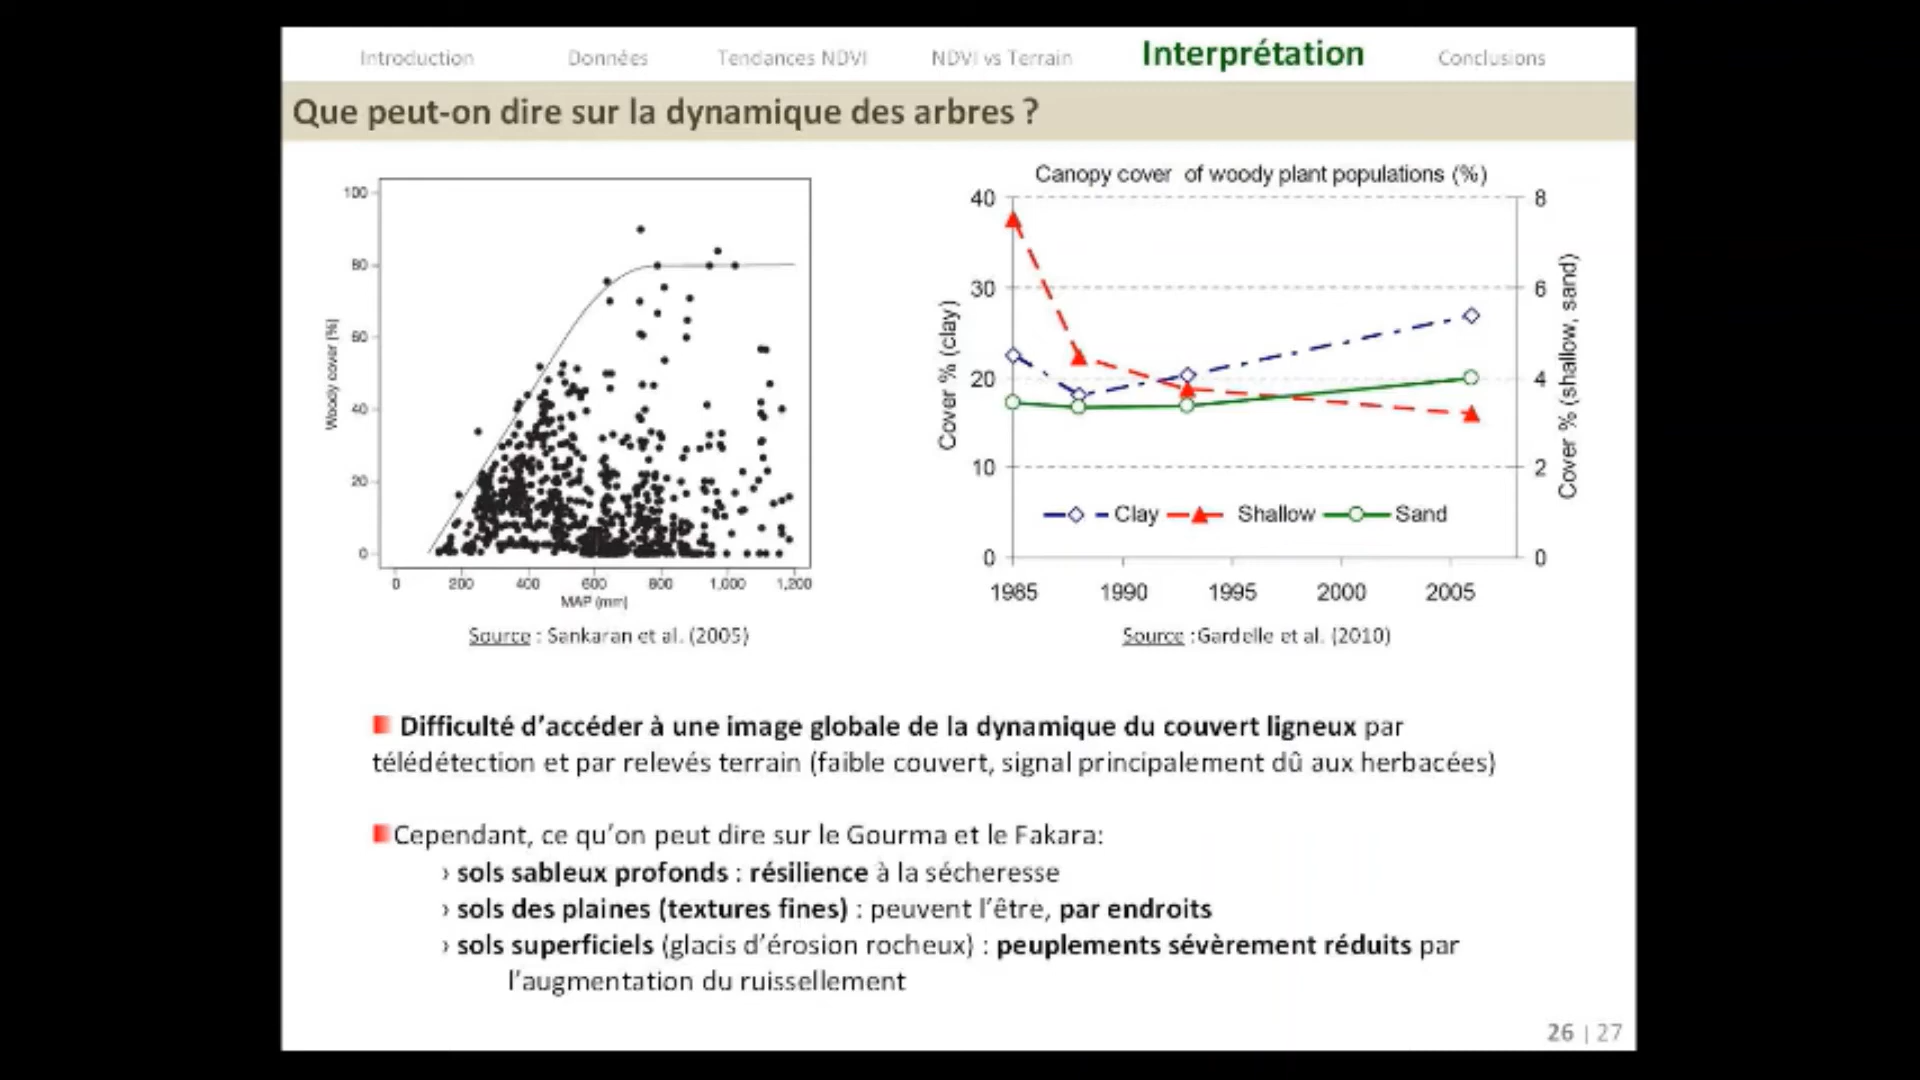 Introduction Données Tendances NDVI NDVI vs Terrain Interprétation Conclusions
Que peut-on dire sur la dynamique des arbres ?
100
80
60
40
20
0
Woody cover (%)
0 200 400 600 800 1,000 1,200
MAP (mm)
Source : Sankaran et al. (2005)
Canopy cover of woody plant populations (%)
40
30
20
10
0
Cover % (clay)
8
6
4
2
0
Cover % (shallow, sand)
Clay Shallow Sand
1985 1990 1995 2000 2005
Source :Gardelle et al. (2010)
Difficulté d’accéder à une image globale de la dynamique du couvert ligneux par
télédétection et par relevés terrain (faible couvert, signal principalement dû aux herbacées)
Cependant, ce qu’on peut dire sur le Gourma et le Fakara:
› sols sableux profonds : résilience à la sécheresse
› sols des plaines (textures fines) : peuvent l’être, par endroits
› sols superficiels (glacis d’érosion rocheux) : peuplements sévèrement réduits par
l’augmentation du ruissellement
26 | 27